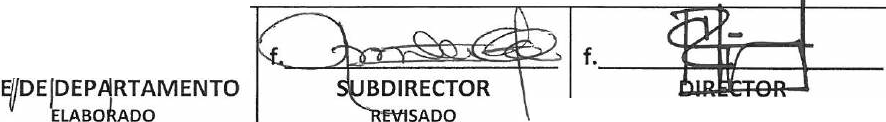 f. f.
E DE DEPARTAMENTO SUBDIRECTOR DIRECTOR
ELABORADO REVISADO